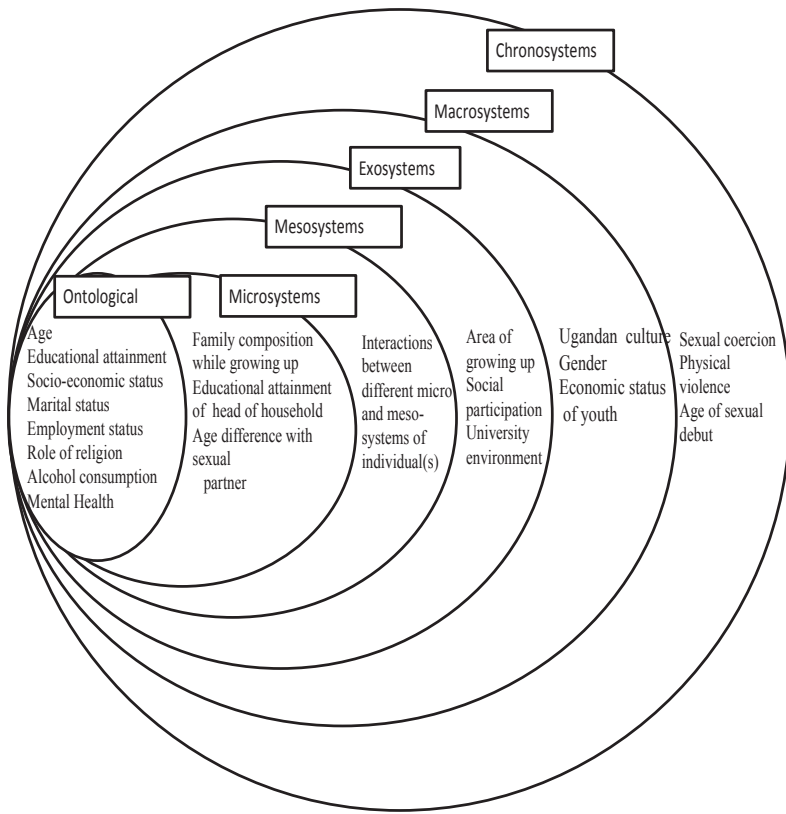 Chronosystems
Macrosystems
Exosystems
Mesosystems
Ontological
Microsystems
Age
Educational attainment
Socio-economic status
Marital status
Employment status
Role of religion
Alcohol consumption
Mental Health
Family composition
while growing up
Educational attainment
of head of household
Age difference with
sexual
partner
Interactions
between
different micro
and meso-
systems of
individual(s)
Area of
growing up
Social
participation
University
environment
Ugandan culture
Gender
Economic status
of youth
Sexual coercion
Physical
violence
Age of sexual
debut